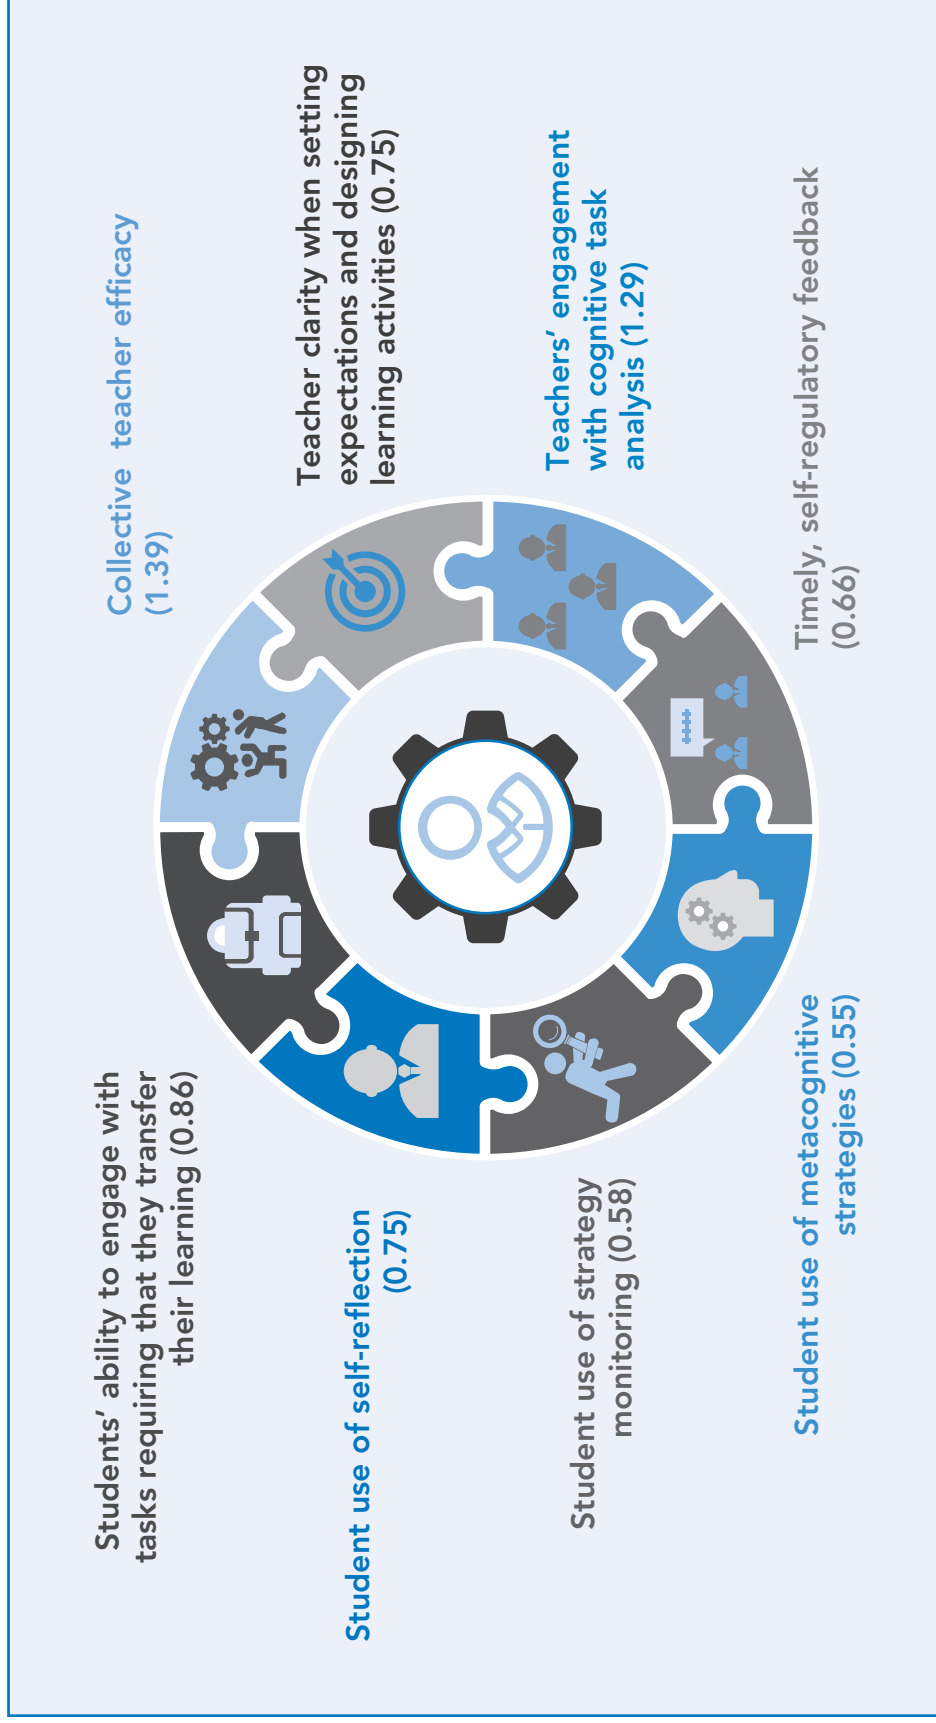 Students’ ability to engage with
tasks requiring that they transfer
their learning (0.86)
Collective teacher efficacy
(1.39)
Student use of self-reflection
(0.75)
Teacher clarity when setting
expectations and designing
learning activities (0.75)
Student use of strategy
monitoring (0.58)
Teachers’ engagement
with cognitive task
analysis (1.29)
Student use of metacognitive
strategies (0.55)
Timely, self-regulatory feedback
(0.66)